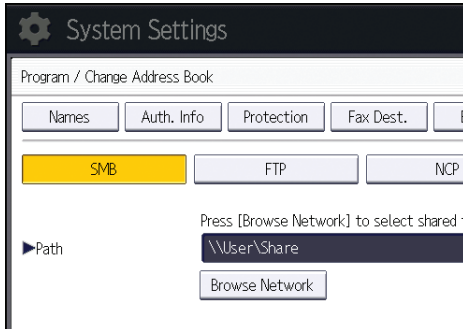 System Settings
Program / Change Address Book
Names Auth. Info Protection Fax Dest.
SMB FTP NCP
Press [Browse Network] to select shared
▶Path \\User\Share
Browse Network